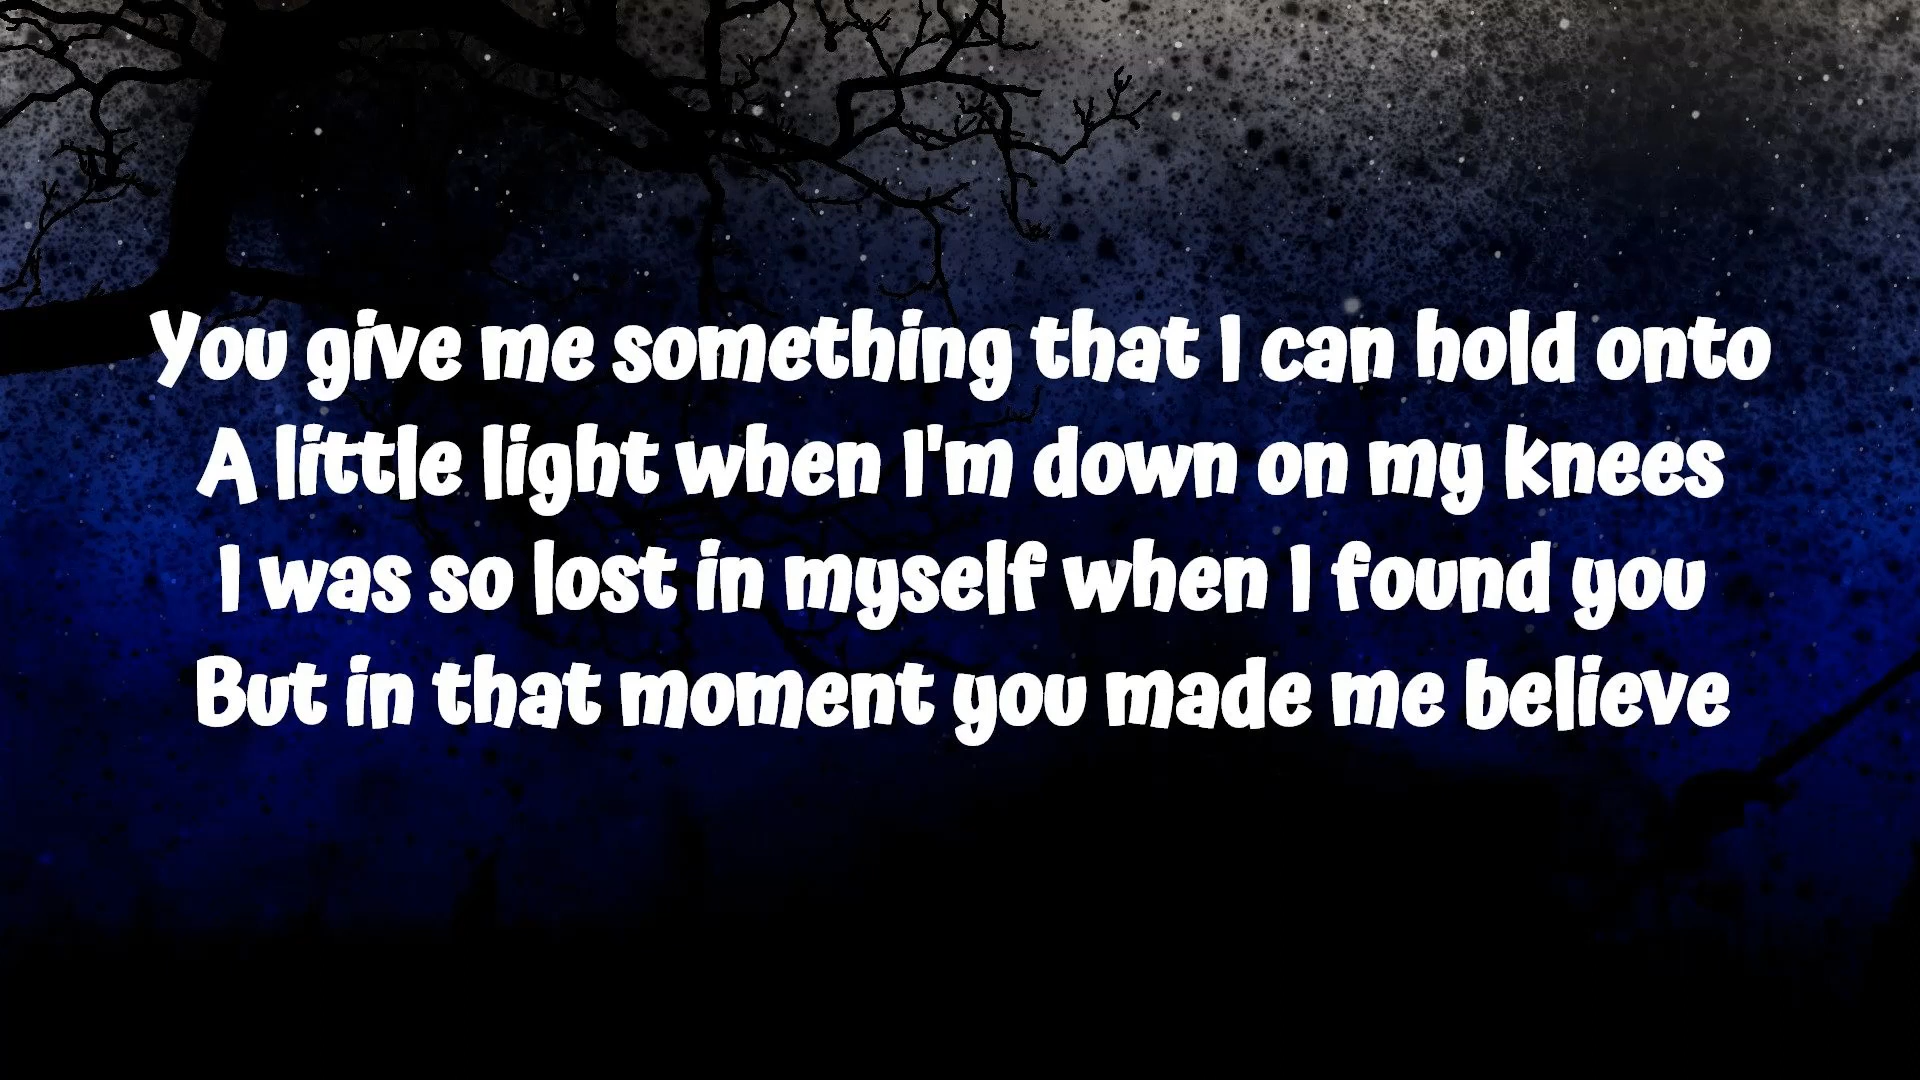 You give me something that I can hold onto
A little light when I'm down on my knees
I was so lost in myself when I found you
But in that moment you made me believe